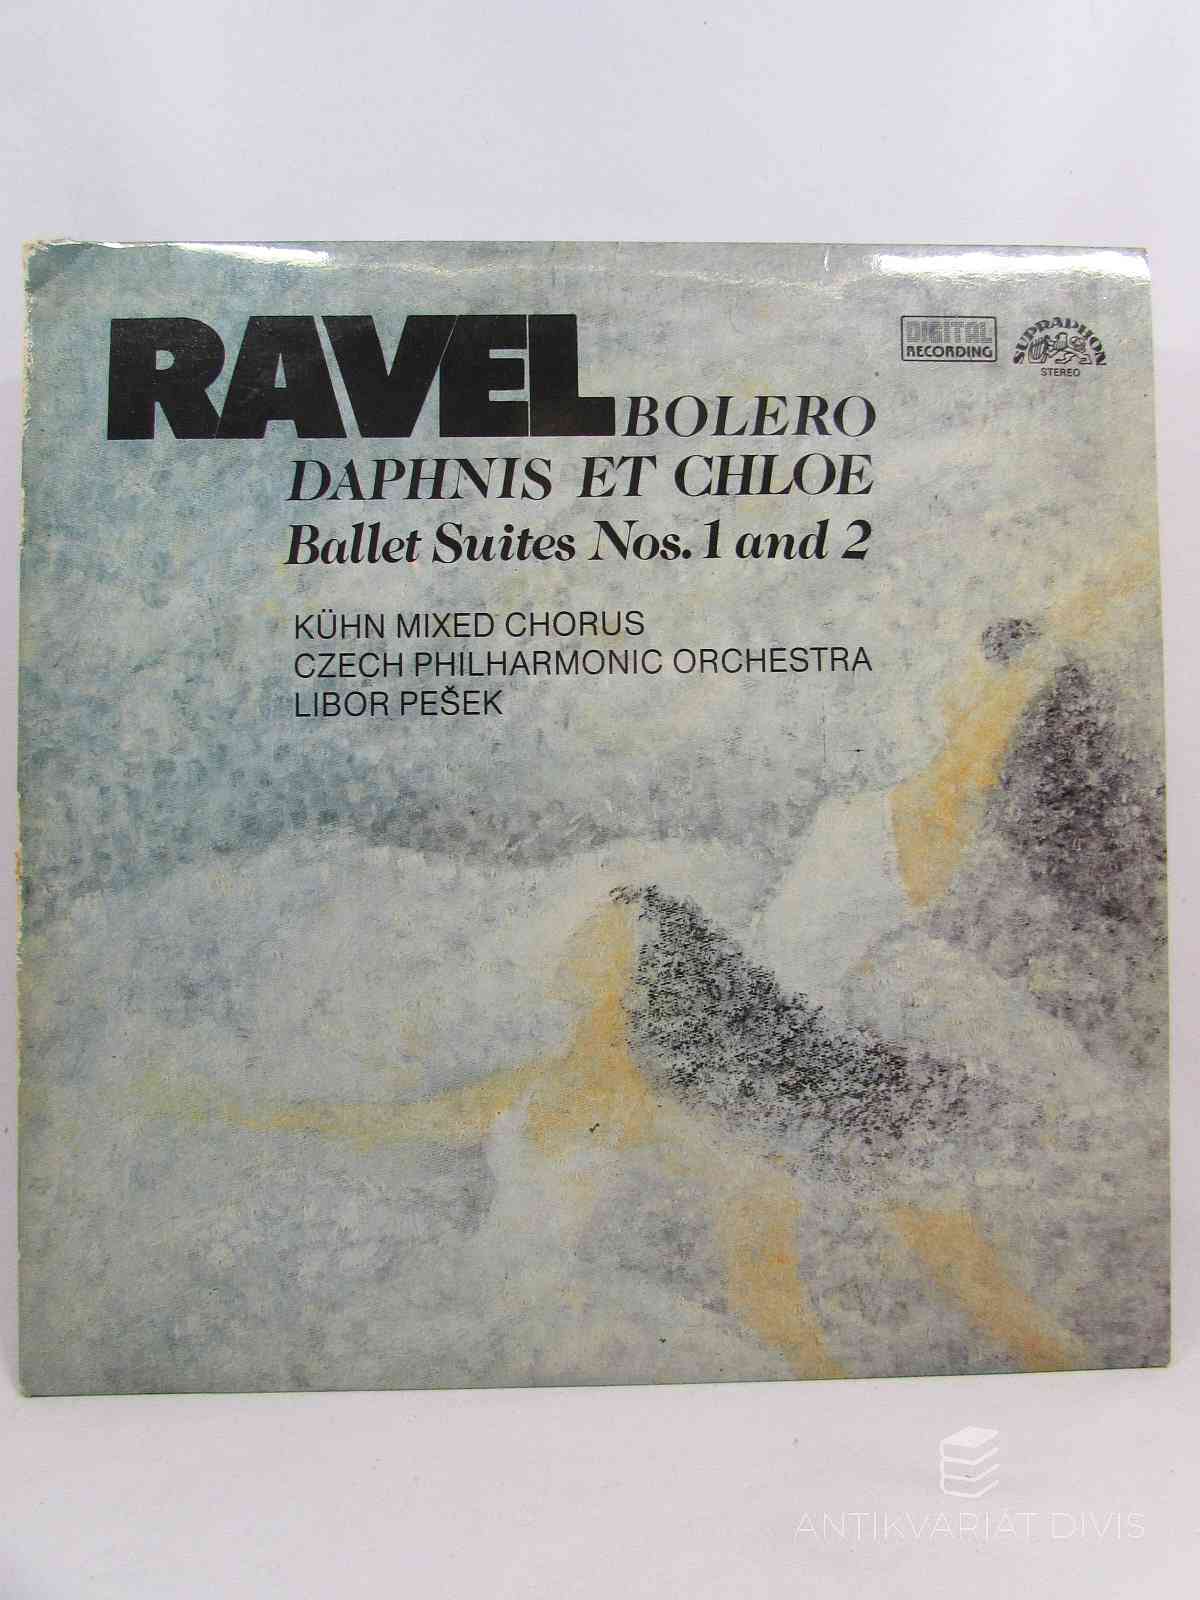 RAVEL BOLERO
DAPHNIS ET CHLOE
Ballet Suites Nos. 1 and 2
KÜHN MIXED CHORUS
CZECH PHILHARMONIC ORCHESTRA
LIBOR PEŠEK
DIGITAL
RECORDING
SUPRAPHON
STEREO
ANTIKVARIÁT DIVIS